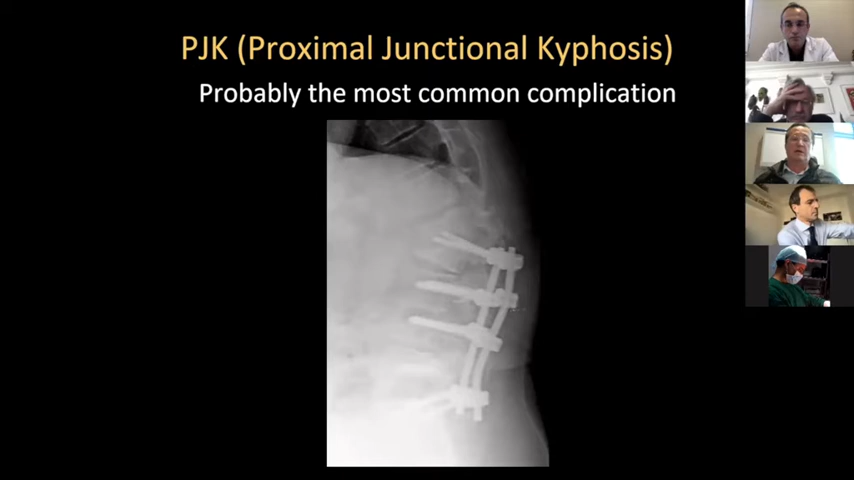 PJK (Proximal Junctional Kyphosis)
Probably the most common complication